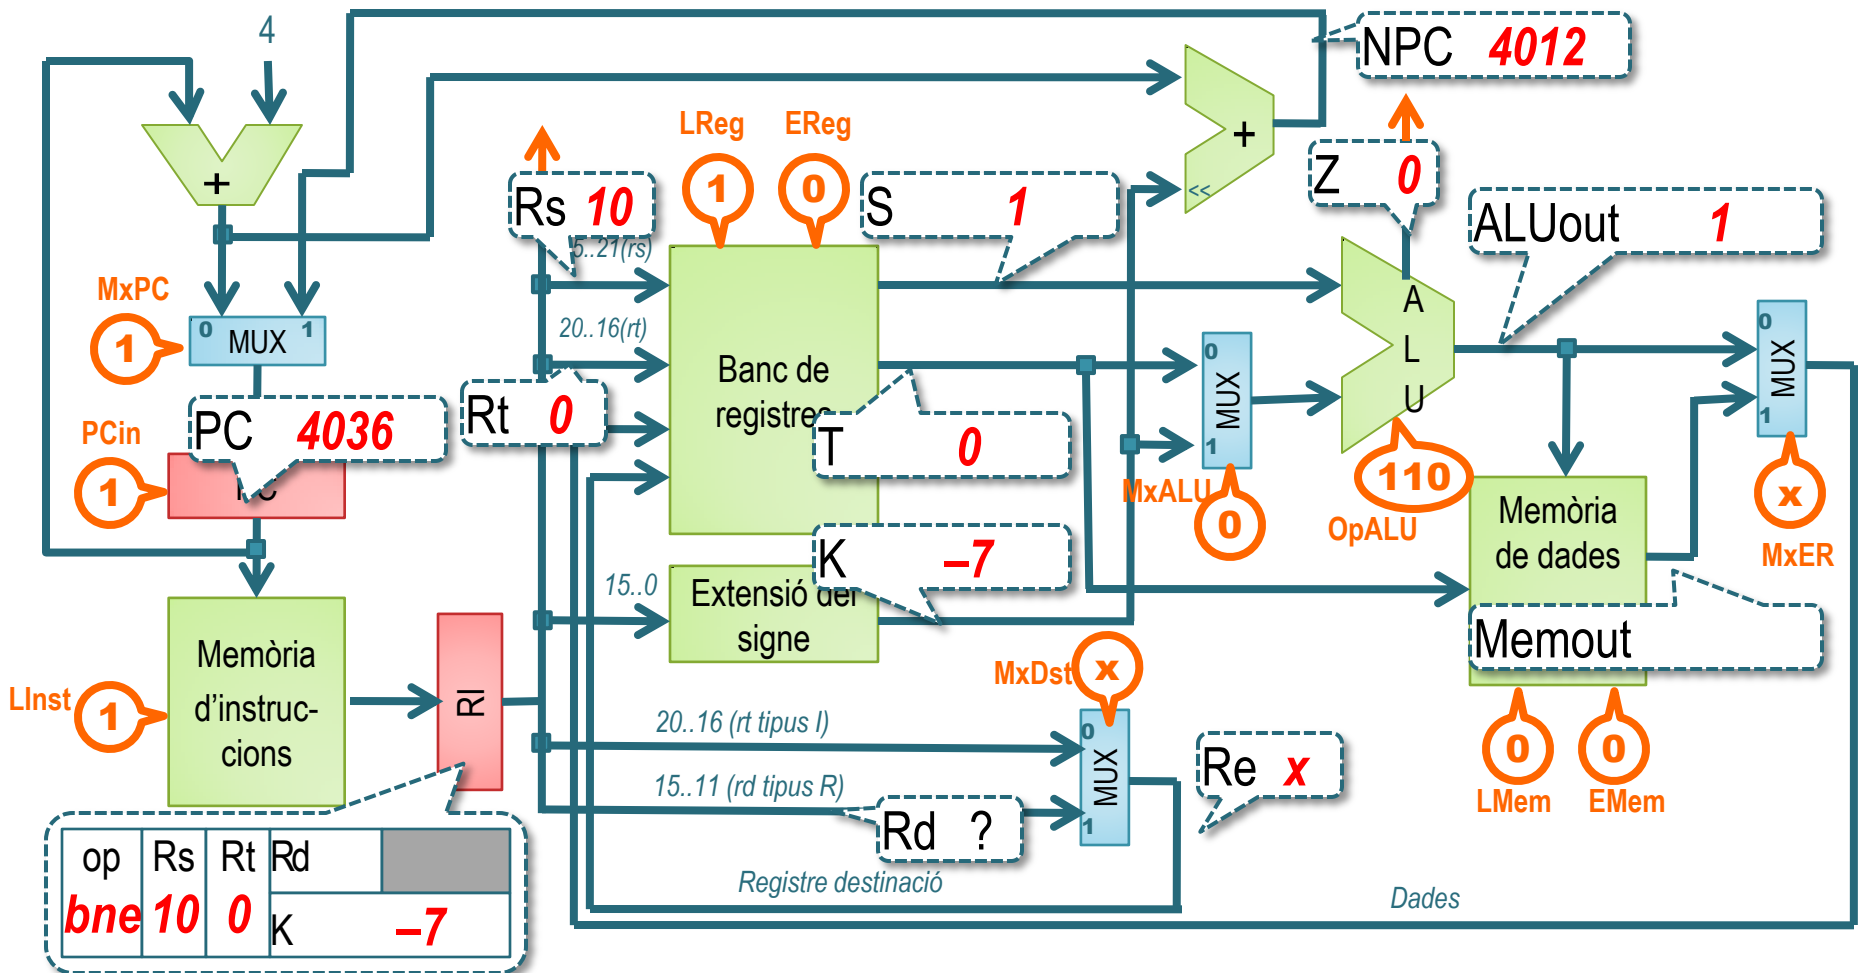 4
NPC 4012
LReg
EReg
1
0
+
+
<<
Rs 10
S 1
Z 0
ALUout 1
5..21(rs)
MxPC
1
0 MUX 1
20..16(rt)
Banc de
registres
0
MUX
1
A
L
U
0
MUX
1
PCin
1
PC 4036
Rt 0
T 0
MxALU
0
110
OpALU
x
MxER
Memòria
de dades
K –7
15..0
Extensió del
signe
Memout
LInst
1
Memòria
d'instruc-
cions
RI
MxDst
x
20..16 (rt tipus I)
15..11 (rd tipus R)
0
MUX
1
Rd ?
Re x
0
0
LMem
EMem
op Rs Rt Rd
bne 10 0
K –7
Registre destinació
Dades